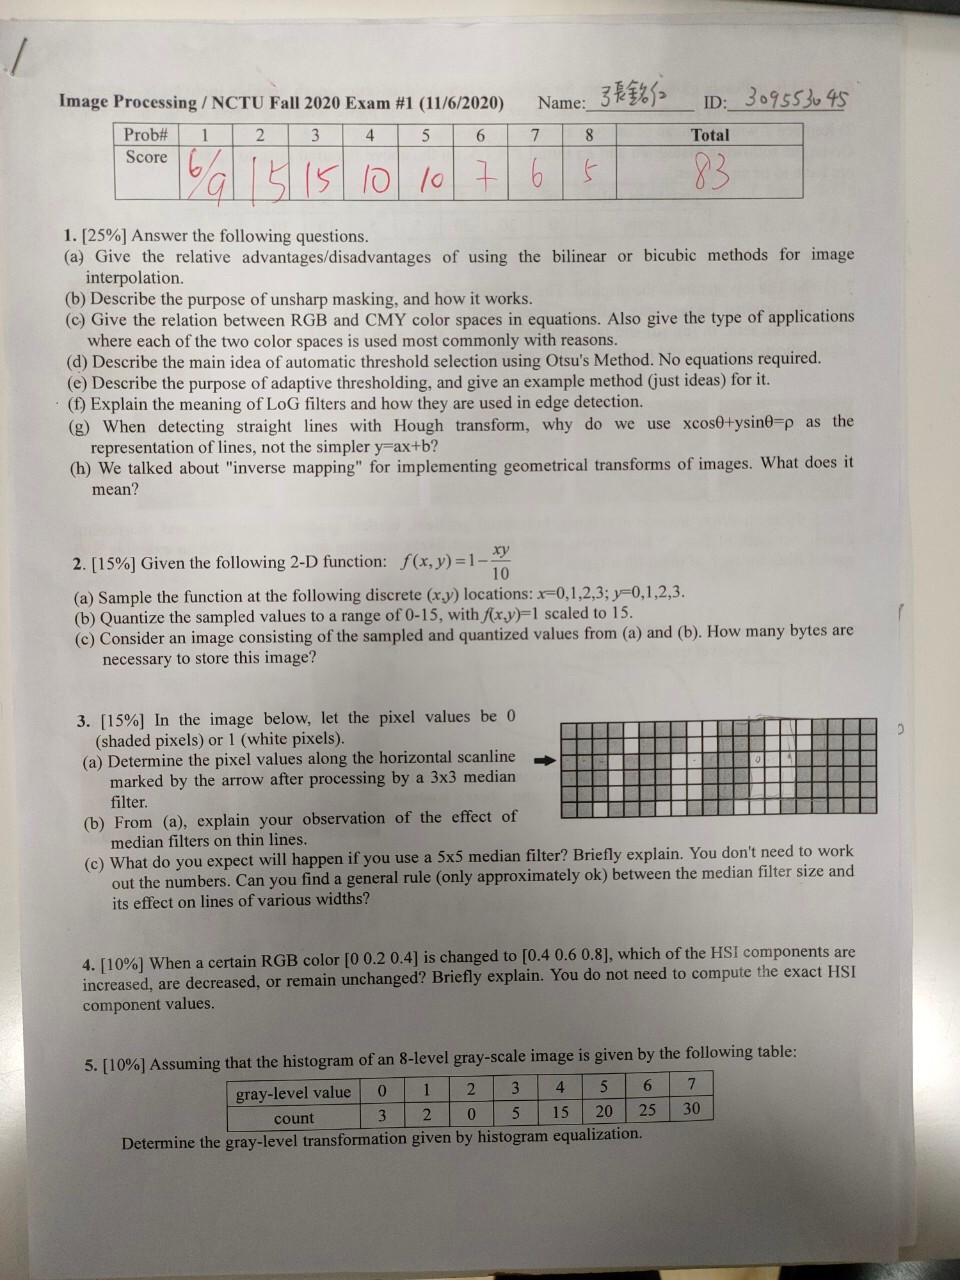 Image Processing / NCTU Fall 2020 Exam #1 (11/6/2020) Name: 張銘仁 ID: 309553045
Prob# 1 2 3 4 5 6 7 8 Total
Score 6/9 15 15 10 10 7 6 5 83
1. [25%] Answer the following questions.
(a) Give the relative advantages/disadvantages of using the bilinear or bicubic methods for image
interpolation.
(b) Describe the purpose of unsharp masking, and how it works.
(c) Give the relation between RGB and CMY color spaces in equations. Also give the type of applications
where each of the two color spaces is used most commonly with reasons.
(d) Describe the main idea of automatic threshold selection using Otsu's Method. No equations required.
(e) Describe the purpose of adaptive thresholding, and give an example method (just ideas) for it.
(f) Explain the meaning of LoG filters and how they are used in edge detection.
(g) When detecting straight lines with Hough transform, why do we use xcosθ+ysinθ=ρ as the
representation of lines, not the simpler y=ax+b?
(h) We talked about "inverse mapping" for implementing geometrical transforms of images. What does it
mean?
2. [15%] Given the following 2-D function: f(x,y)=1-xy/10
(a) Sample the function at the following discrete (x,y) locations: x=0,1,2,3; y=0,1,2,3.
(b) Quantize the sampled values to a range of 0-15, with f(x,y)=1 scaled to 15.
(c) Consider an image consisting of the sampled and quantized values from (a) and (b). How many bytes are
necessary to store this image?
3. [15%] In the image below, let the pixel values be 0
(shaded pixels) or 1 (white pixels).
(a) Determine the pixel values along the horizontal scanline
marked by the arrow after processing by a 3x3 median
filter.
(b) From (a), explain your observation of the effect of
median filters on thin lines.
(c) What do you expect will happen if you use a 5x5 median filter? Briefly explain. You don't need to work
out the numbers. Can you find a general rule (only approximately ok) between the median filter size and
its effect on lines of various widths?
4. [10%] When a certain RGB color [0 0.2 0.4] is changed to [0.4 0.6 0.8], which of the HSI components are
increased, are decreased, or remain unchanged? Briefly explain. You do not need to compute the exact HSI
component values.
5. [10%] Assuming that the histogram of an 8-level gray-scale image is given by the following table:
gray-level value 0 1 2 3 4 5 6 7
count 3 2 0 5 15 20 25 30
Determine the gray-level transformation given by histogram equalization.